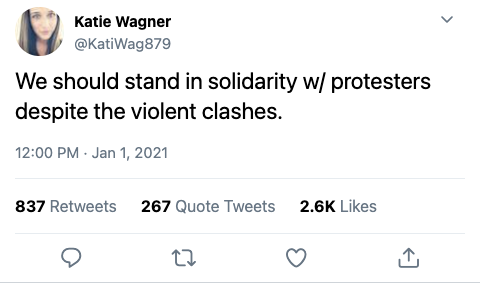 Katie Wagner
@KatiWag879
We should stand in solidarity w/ protesters
despite the violent clashes.
12:00 PM · Jan 1, 2021
837 Retweets 267 Quote Tweets 2.6K Likes